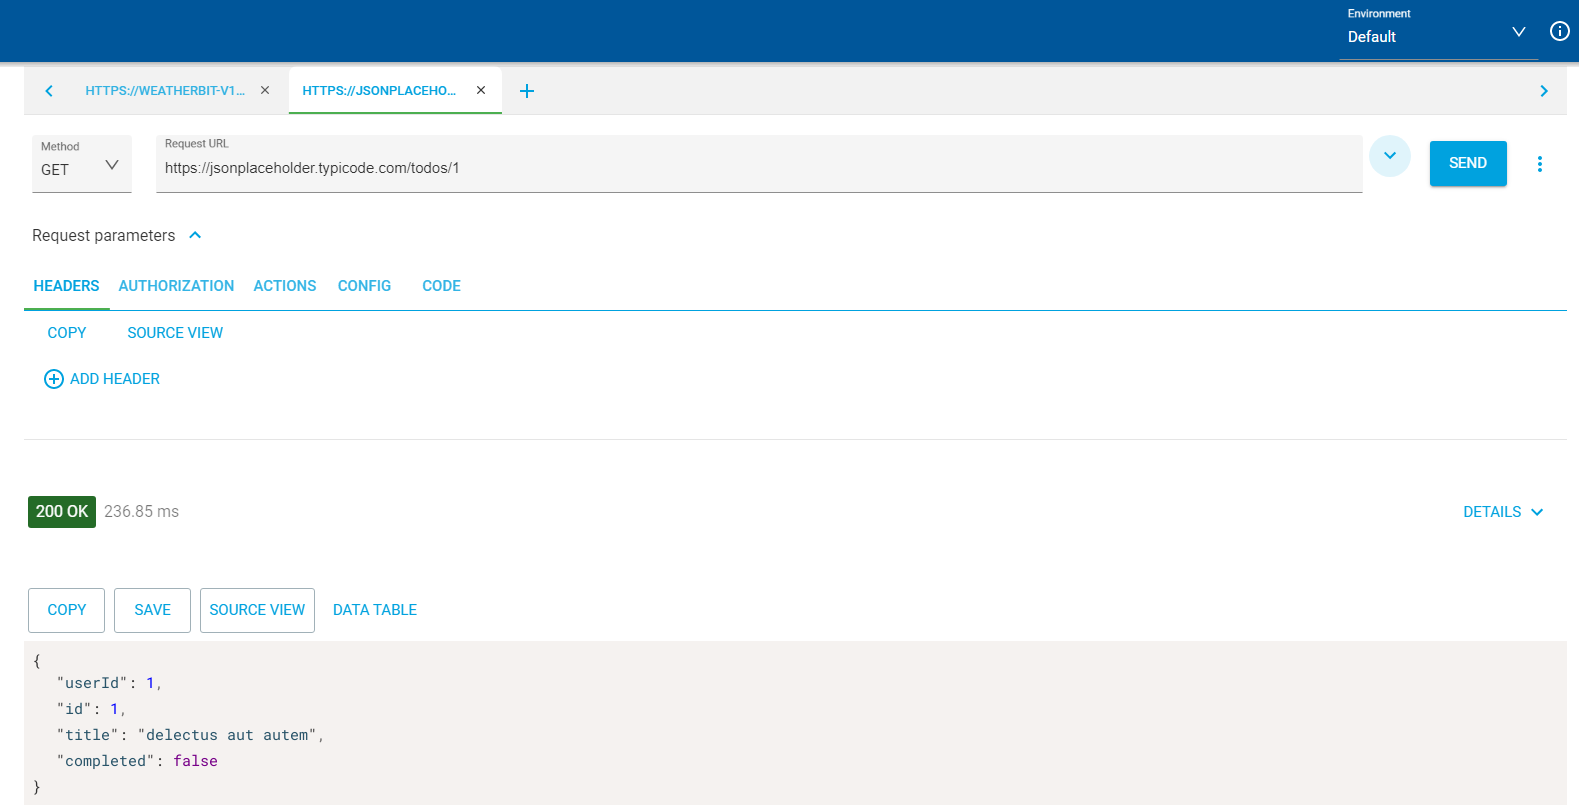 Environment
Default
HTTPS://WEATHERBIT-V1...
HTTPS://JSONPLACEHO...
Method
GET
Request URL
https://jsonplaceholder.typicode.com/todos/1
SEND
Request parameters
HEADERS AUTHORIZATION ACTIONS CONFIG CODE
COPY SOURCE VIEW
ADD HEADER
200 OK 236.85 ms
DETAILS
COPY SAVE SOURCE VIEW DATA TABLE
{
"userId": 1,
"id": 1,
"title": "delectus aut autem",
"completed": false
}